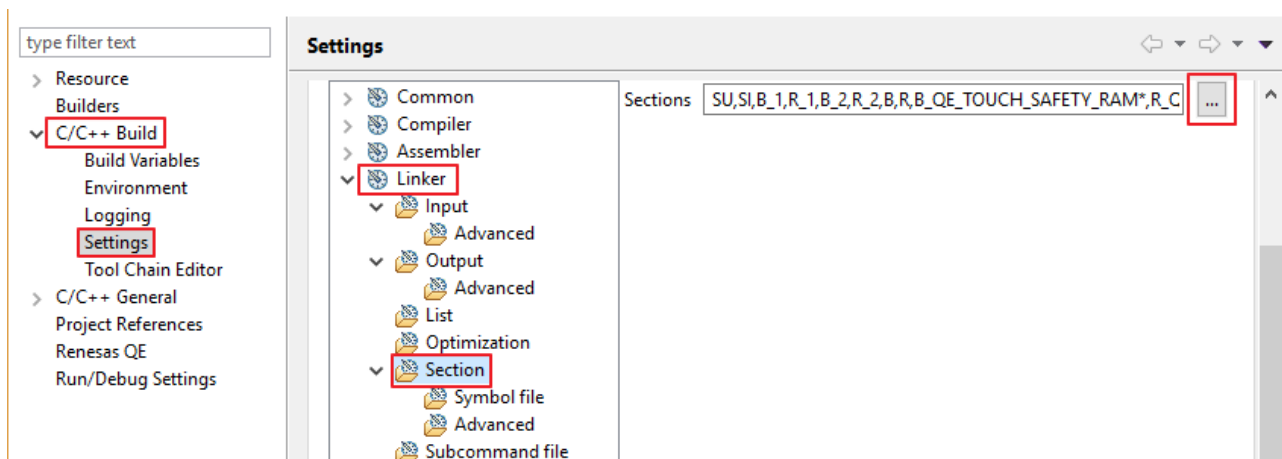 type filter text
Resource
Builders
C/C++ Build
Build Variables
Environment
Logging
Settings
Tool Chain Editor
C/C++ General
Project References
Renesas QE
Run/Debug Settings
Settings
Common
Compiler
Assembler
Linker
Input
Advanced
Output
Advanced
List
Optimization
Section
Symbol file
Advanced
Subcommand file
Sections SU,SI,B_1,R_1,B_2,R_2,B,R,B_QE_TOUCH_SAFETY_RAM*,R_C ...